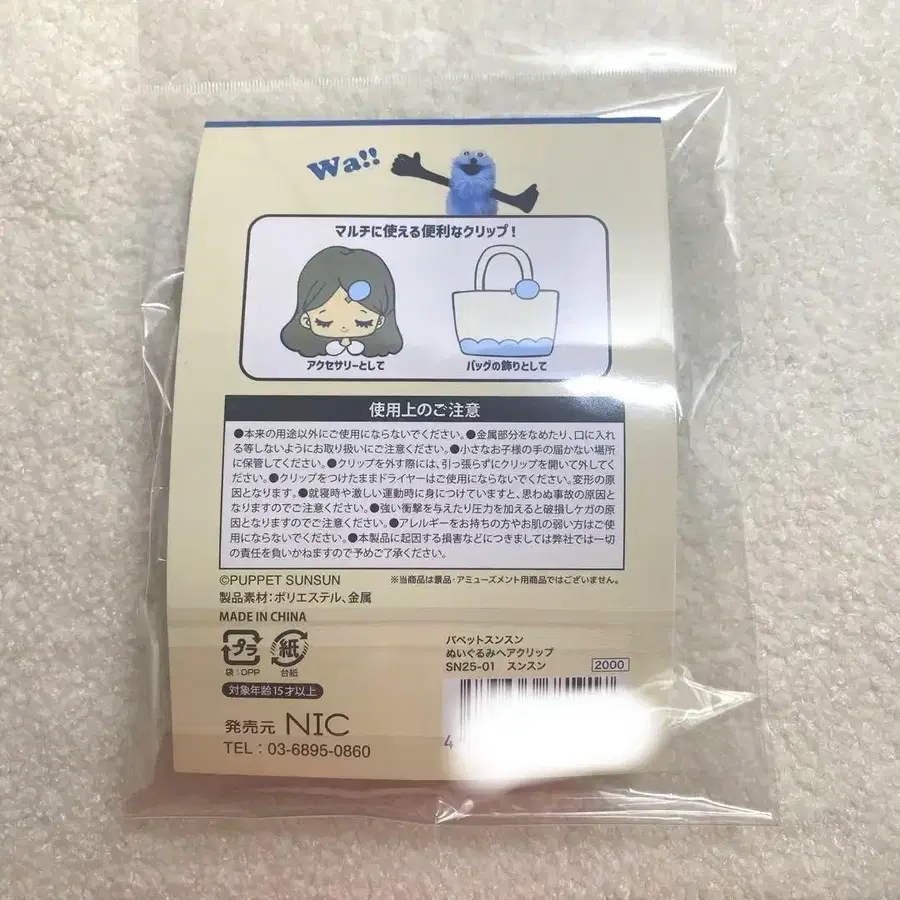 Wa!!
マルチに使える便利なクリップ！
アクセサリーとして
バッグの飾りとして
使用上のご注意
●本来の用途以外にご使用にならないでください。●金属部分をなめたり、口に入れ
る等しないようにお取り扱いにご注意ください。●小さなお子様の手の届かない場所
に保管してください。●クリップを外す際には、引っ張らずにクリップを開いて外してく
ださい。●クリップをつけたままドライヤーはご使用にならないでください。変形の原
因となります。●就寝時や激しい運動時に身につけていますと、思わぬ事故の原因と
なりますのでご注意ください。●強い衝撃を与えたり圧力を加えると破損しケガの原
因となりますのでご注意ください。●アレルギーをお持ちの方やお肌の弱い方はご使
用にならないでください。●本製品に起因する損害などにつきましては弊社では一切
の責任を負いかねますので予めご了承ください。
©PUPPET SUNSUN
※当商品は景品・アミューズメント用商品ではございません。
製品素材：ポリエステル、金属
MADE IN CHINA
プラ
紙
袋：OPP
台紙
対象年齢15才以上
発売元 NIC
TEL：03-6895-0860
パペットスンスン
ぬいぐるみヘアクリップ
SN25-01 スンスン
2000
4